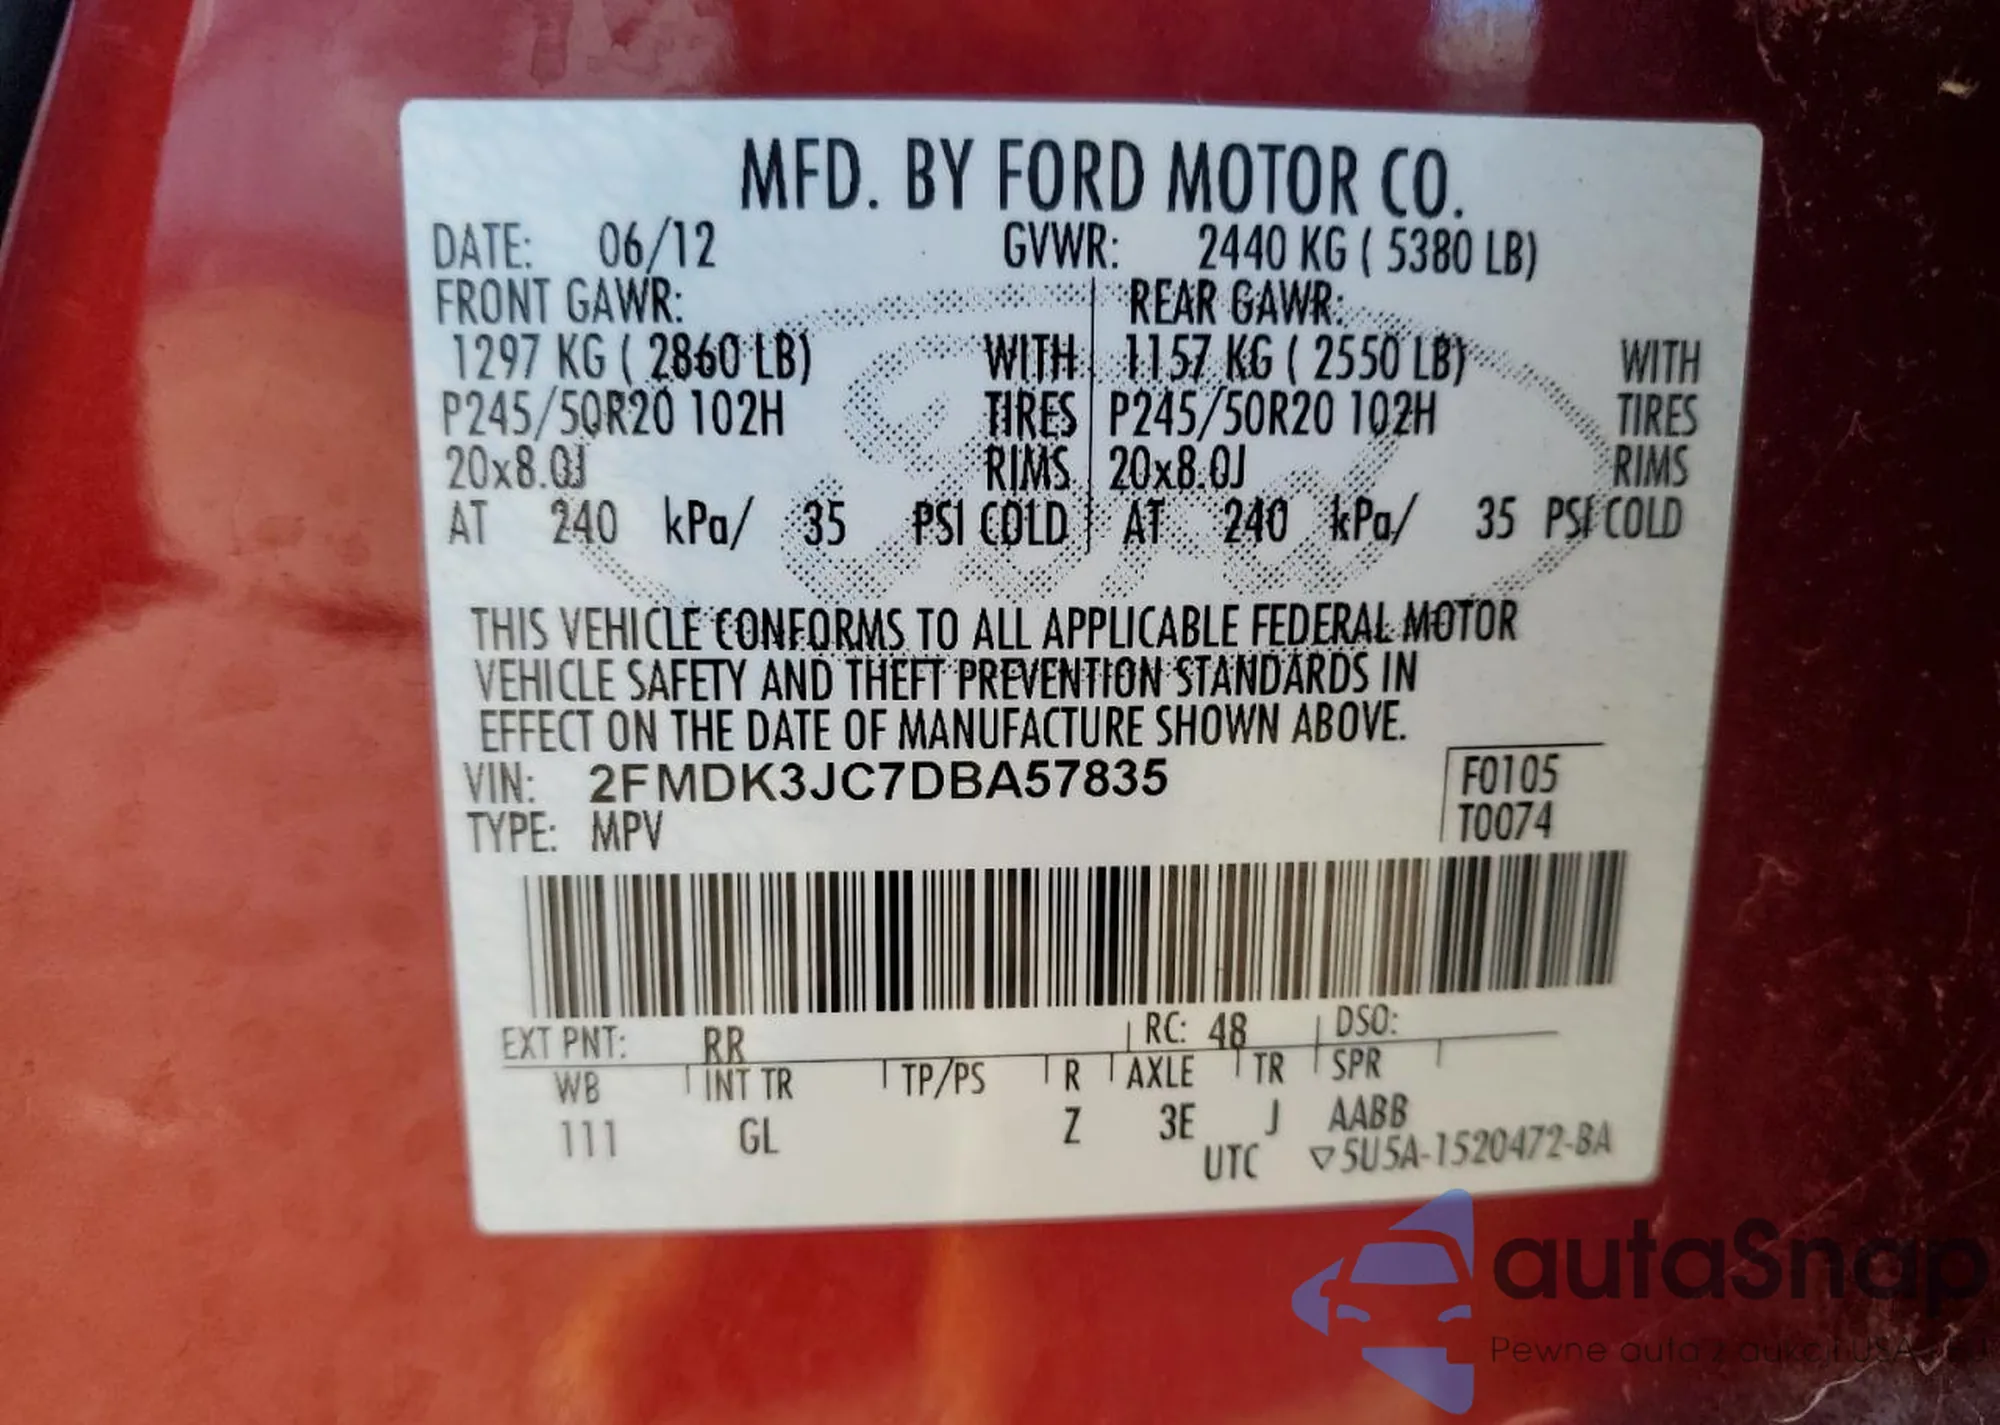 MFD. BY FORD MOTOR CO.
DATE: 06/12 GVWR: 2440 KG ( 5380 LB)
FRONT GAWR: REAR GAWR:
1297 KG ( 2860 LB) WITH 1157 KG ( 2550 LB) WITH
P245/50R20 102H TIRES P245/50R20 102H TIRES
20x8.0J RIMS 20x8.0J RIMS
AT 240 kPa/ 35 PSI COLD AT 240 kPa/ 35 PSI COLD
THIS VEHICLE CONFORMS TO ALL APPLICABLE FEDERAL MOTOR
VEHICLE SAFETY AND THEFT PREVENTION STANDARDS IN
EFFECT ON THE DATE OF MANUFACTURE SHOWN ABOVE.
VIN: 2FMDK3JC7DBA57835 F0105
TYPE: MPV T0074
EXT PNT: RR RC: 48 DSO:
WB INT TR TP/PS R AXLE TR SPR
111 GL Z 3E J AABB
UTC ▽5U5A-1520472-BA
autaSnap
Pewne auta z aukcji USA